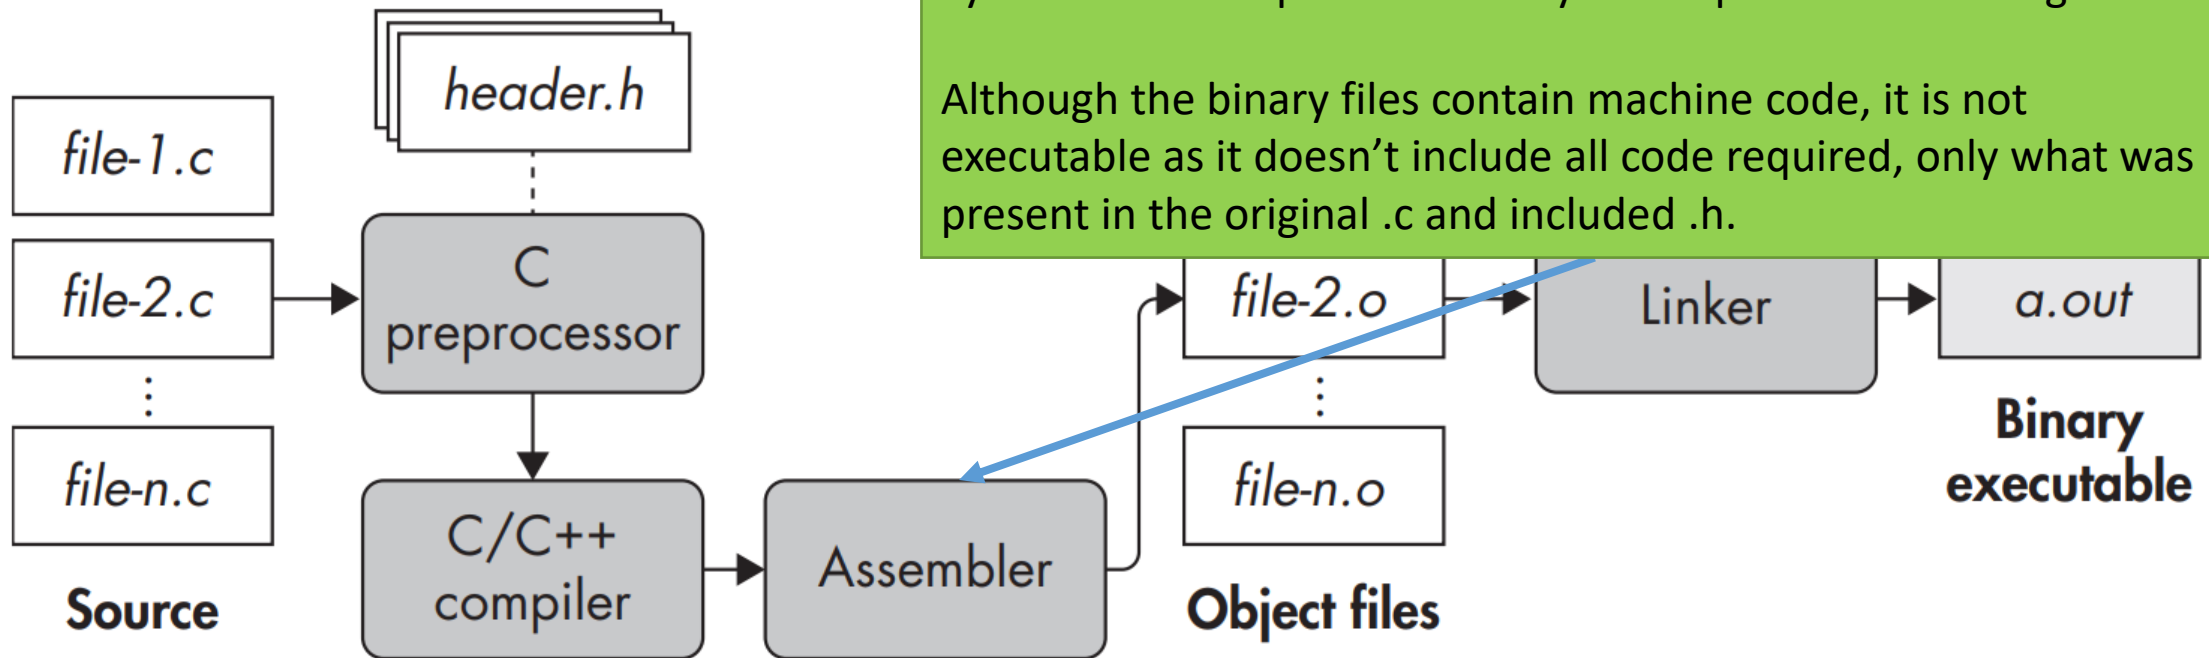 header.h
file-1.c
file-2.c
file-n.c
Source
C
preprocessor
C/C++
compiler
Assembler
Although the binary files contain machine code, it is not
executable as it doesn’t include all code required, only what was
present in the original .c and included .h.
file-2.o
file-n.o
Object files
Linker
a.out
Binary
executable